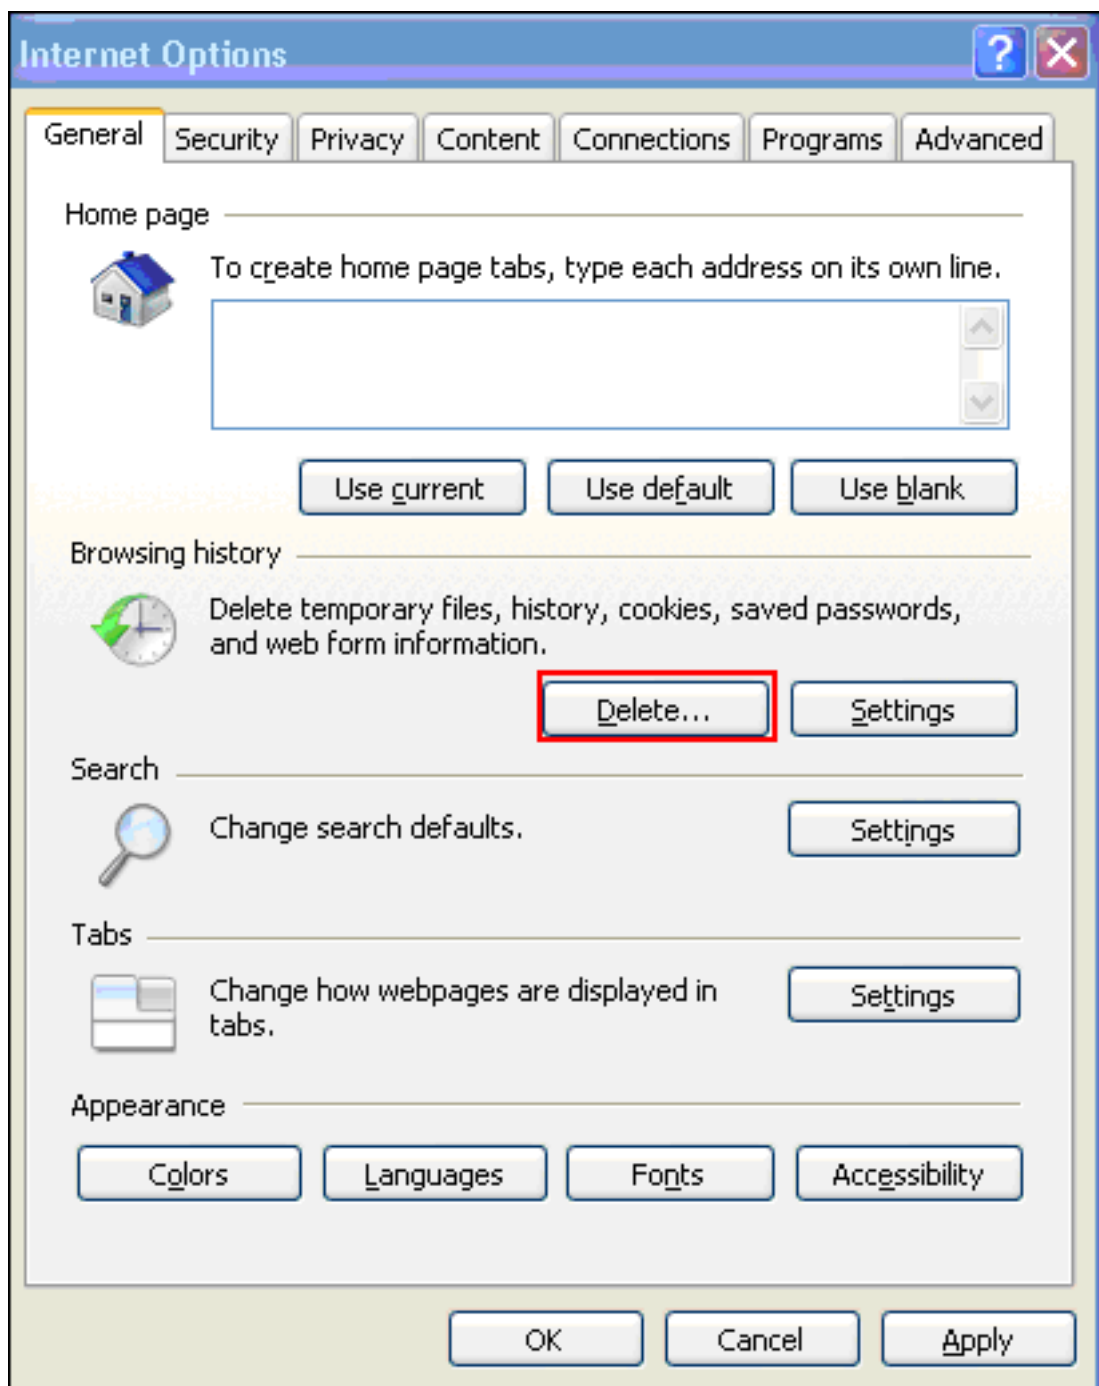 Internet Options
General Security Privacy Content Connections Programs Advanced
Home page
To create home page tabs, type each address on its own line.
Use current Use default Use blank
Browsing history
Delete temporary files, history, cookies, saved passwords,
and web form information.
Delete... Settings
Search
Change search defaults. Settings
Tabs
Change how webpages are displayed in Settings
tabs.
Appearance
Colors Languages Fonts Accessibility
OK Cancel Apply